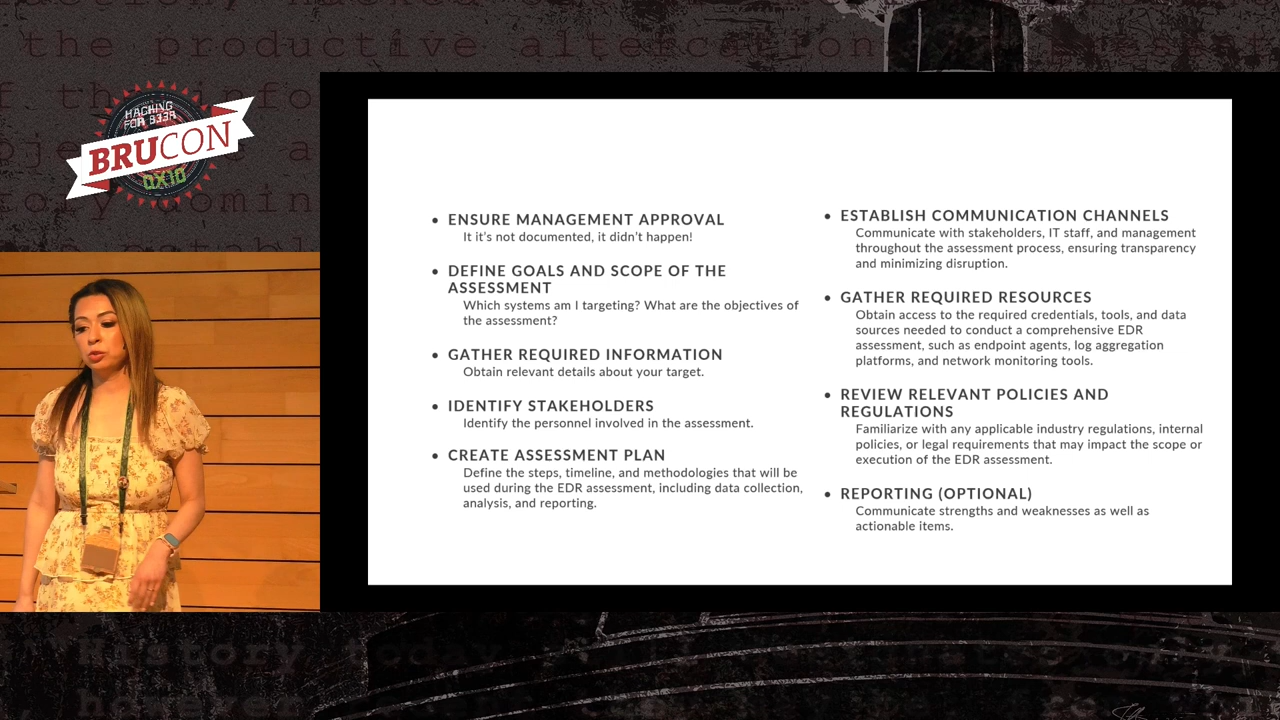 the productive altercation
HACKING
FOR B33R
BRUCON
0X10
ENSURE MANAGEMENT APPROVAL
It it's not documented, it didn't happen!
DEFINE GOALS AND SCOPE OF THE
ASSESSMENT
Which systems am I targeting? What are the objectives of
the assessment?
GATHER REQUIRED INFORMATION
Obtain relevant details about your target.
IDENTIFY STAKEHOLDERS
Identify the personnel involved in the assessment.
CREATE ASSESSMENT PLAN
Define the steps, timeline, and methodologies that will be
used during the EDR assessment, including data collection,
analysis, and reporting.
ESTABLISH COMMUNICATION CHANNELS
Communicate with stakeholders, IT staff, and management
throughout the assessment process, ensuring transparency
and minimizing disruption.
GATHER REQUIRED RESOURCES
Obtain access to the required credentials, tools, and data
sources needed to conduct a comprehensive EDR
assessment, such as endpoint agents, log aggregation
platforms, and network monitoring tools.
REVIEW RELEVANT POLICIES AND
REGULATIONS
Familiarize with any applicable industry regulations, internal
policies, or legal requirements that may impact the scope or
execution of the EDR assessment.
REPORTING (OPTIONAL)
Communicate strengths and weaknesses as well as
actionable items.
History today
however